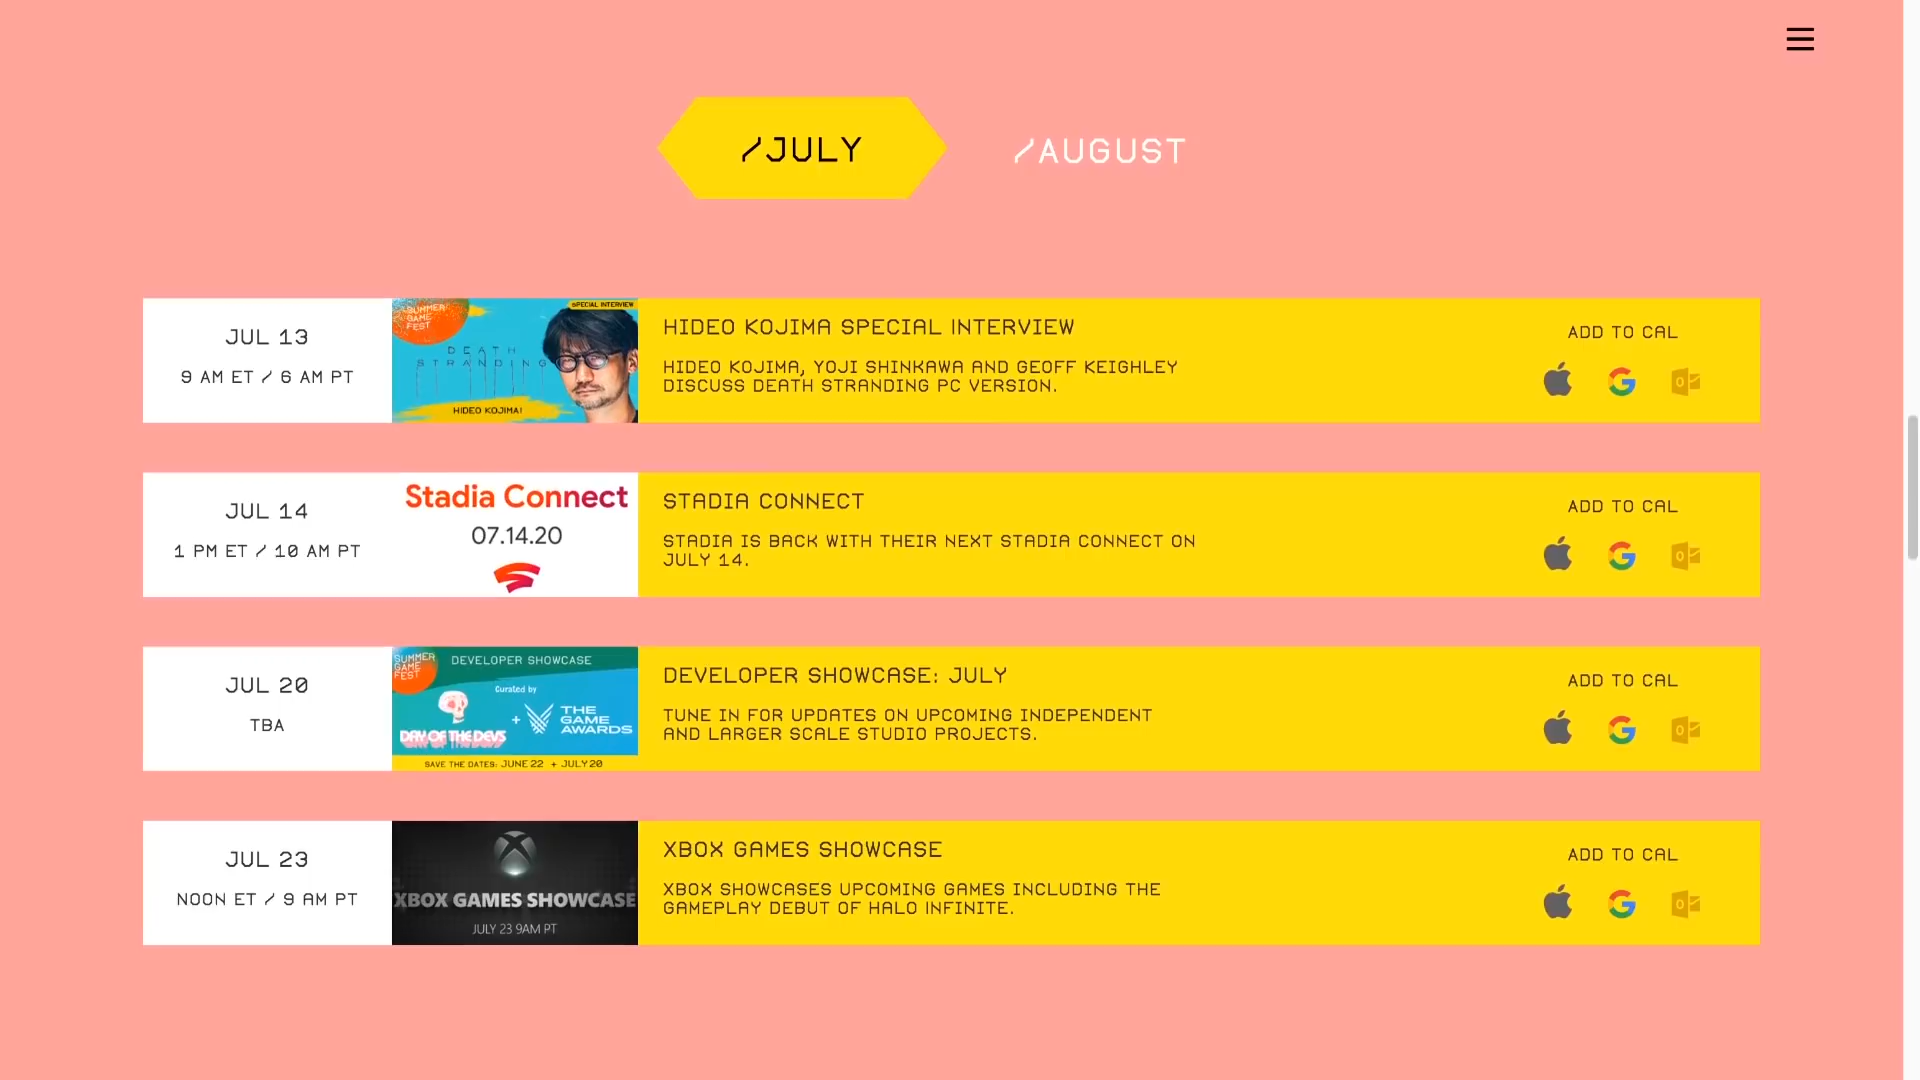 /JULY
/AUGUST
JUL 13
9 AM ET / 6 AM PT
SUMMER
GAME
FEST
SPECIAL INTERVIEW
DEATH
STRANDING
HIDEO KOJIMA!
HIDEO KOJIMA SPECIAL INTERVIEW
HIDEO KOJIMA, YOJI SHINKAWA AND GEOFF KEIGHLEY
DISCUSS DEATH STRANDING PC VERSION.
ADD TO CAL
JUL 14
1 PM ET / 10 AM PT
Stadia Connect
07.14.20
STADIA CONNECT
STADIA IS BACK WITH THEIR NEXT STADIA CONNECT ON
JULY 14.
ADD TO CAL
JUL 20
TBA
SUMMER
GAME
FEST
DEVELOPER SHOWCASE
Curated by
DAY OF THE DEVS
+
THE
GAME
AWARDS
SAVE THE DATES: JUNE 22 + JULY 20
DEVELOPER SHOWCASE: JULY
TUNE IN FOR UPDATES ON UPCOMING INDEPENDENT
AND LARGER SCALE STUDIO PROJECTS.
ADD TO CAL
JUL 23
NOON ET / 9 AM PT
XBOX GAMES SHOWCASE
JULY 23 9AM PT
XBOX GAMES SHOWCASE
XBOX SHOWCASES UPCOMING GAMES INCLUDING THE
GAMEPLAY DEBUT OF HALO INFINITE.
ADD TO CAL